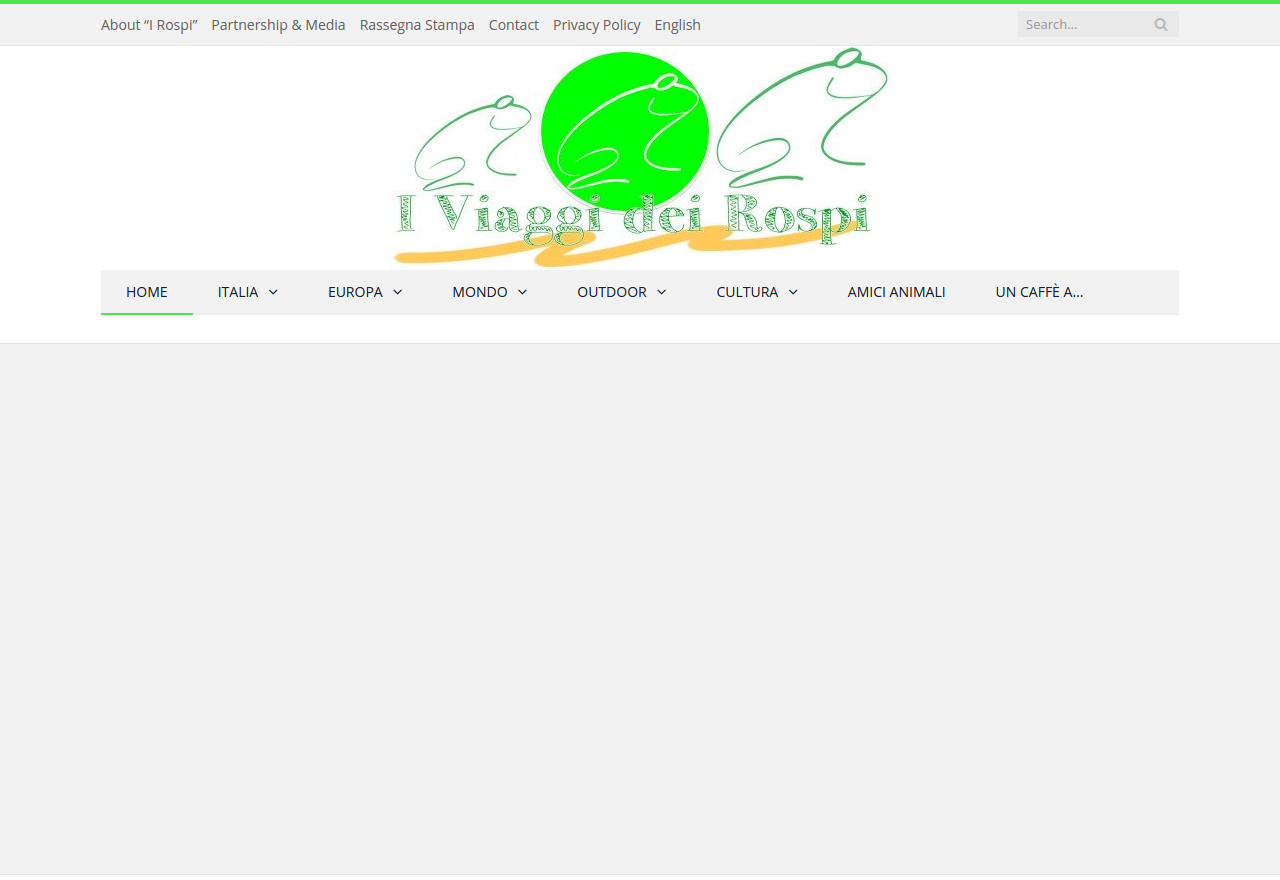 About “I Rospi” Partnership & Media Rassegna Stampa Contact Privacy Policy English Search...
I Viaggi dei Rospi
HOME ITALIA EUROPA MONDO OUTDOOR CULTURA AMICI ANIMALI UN CAFFÈ A...